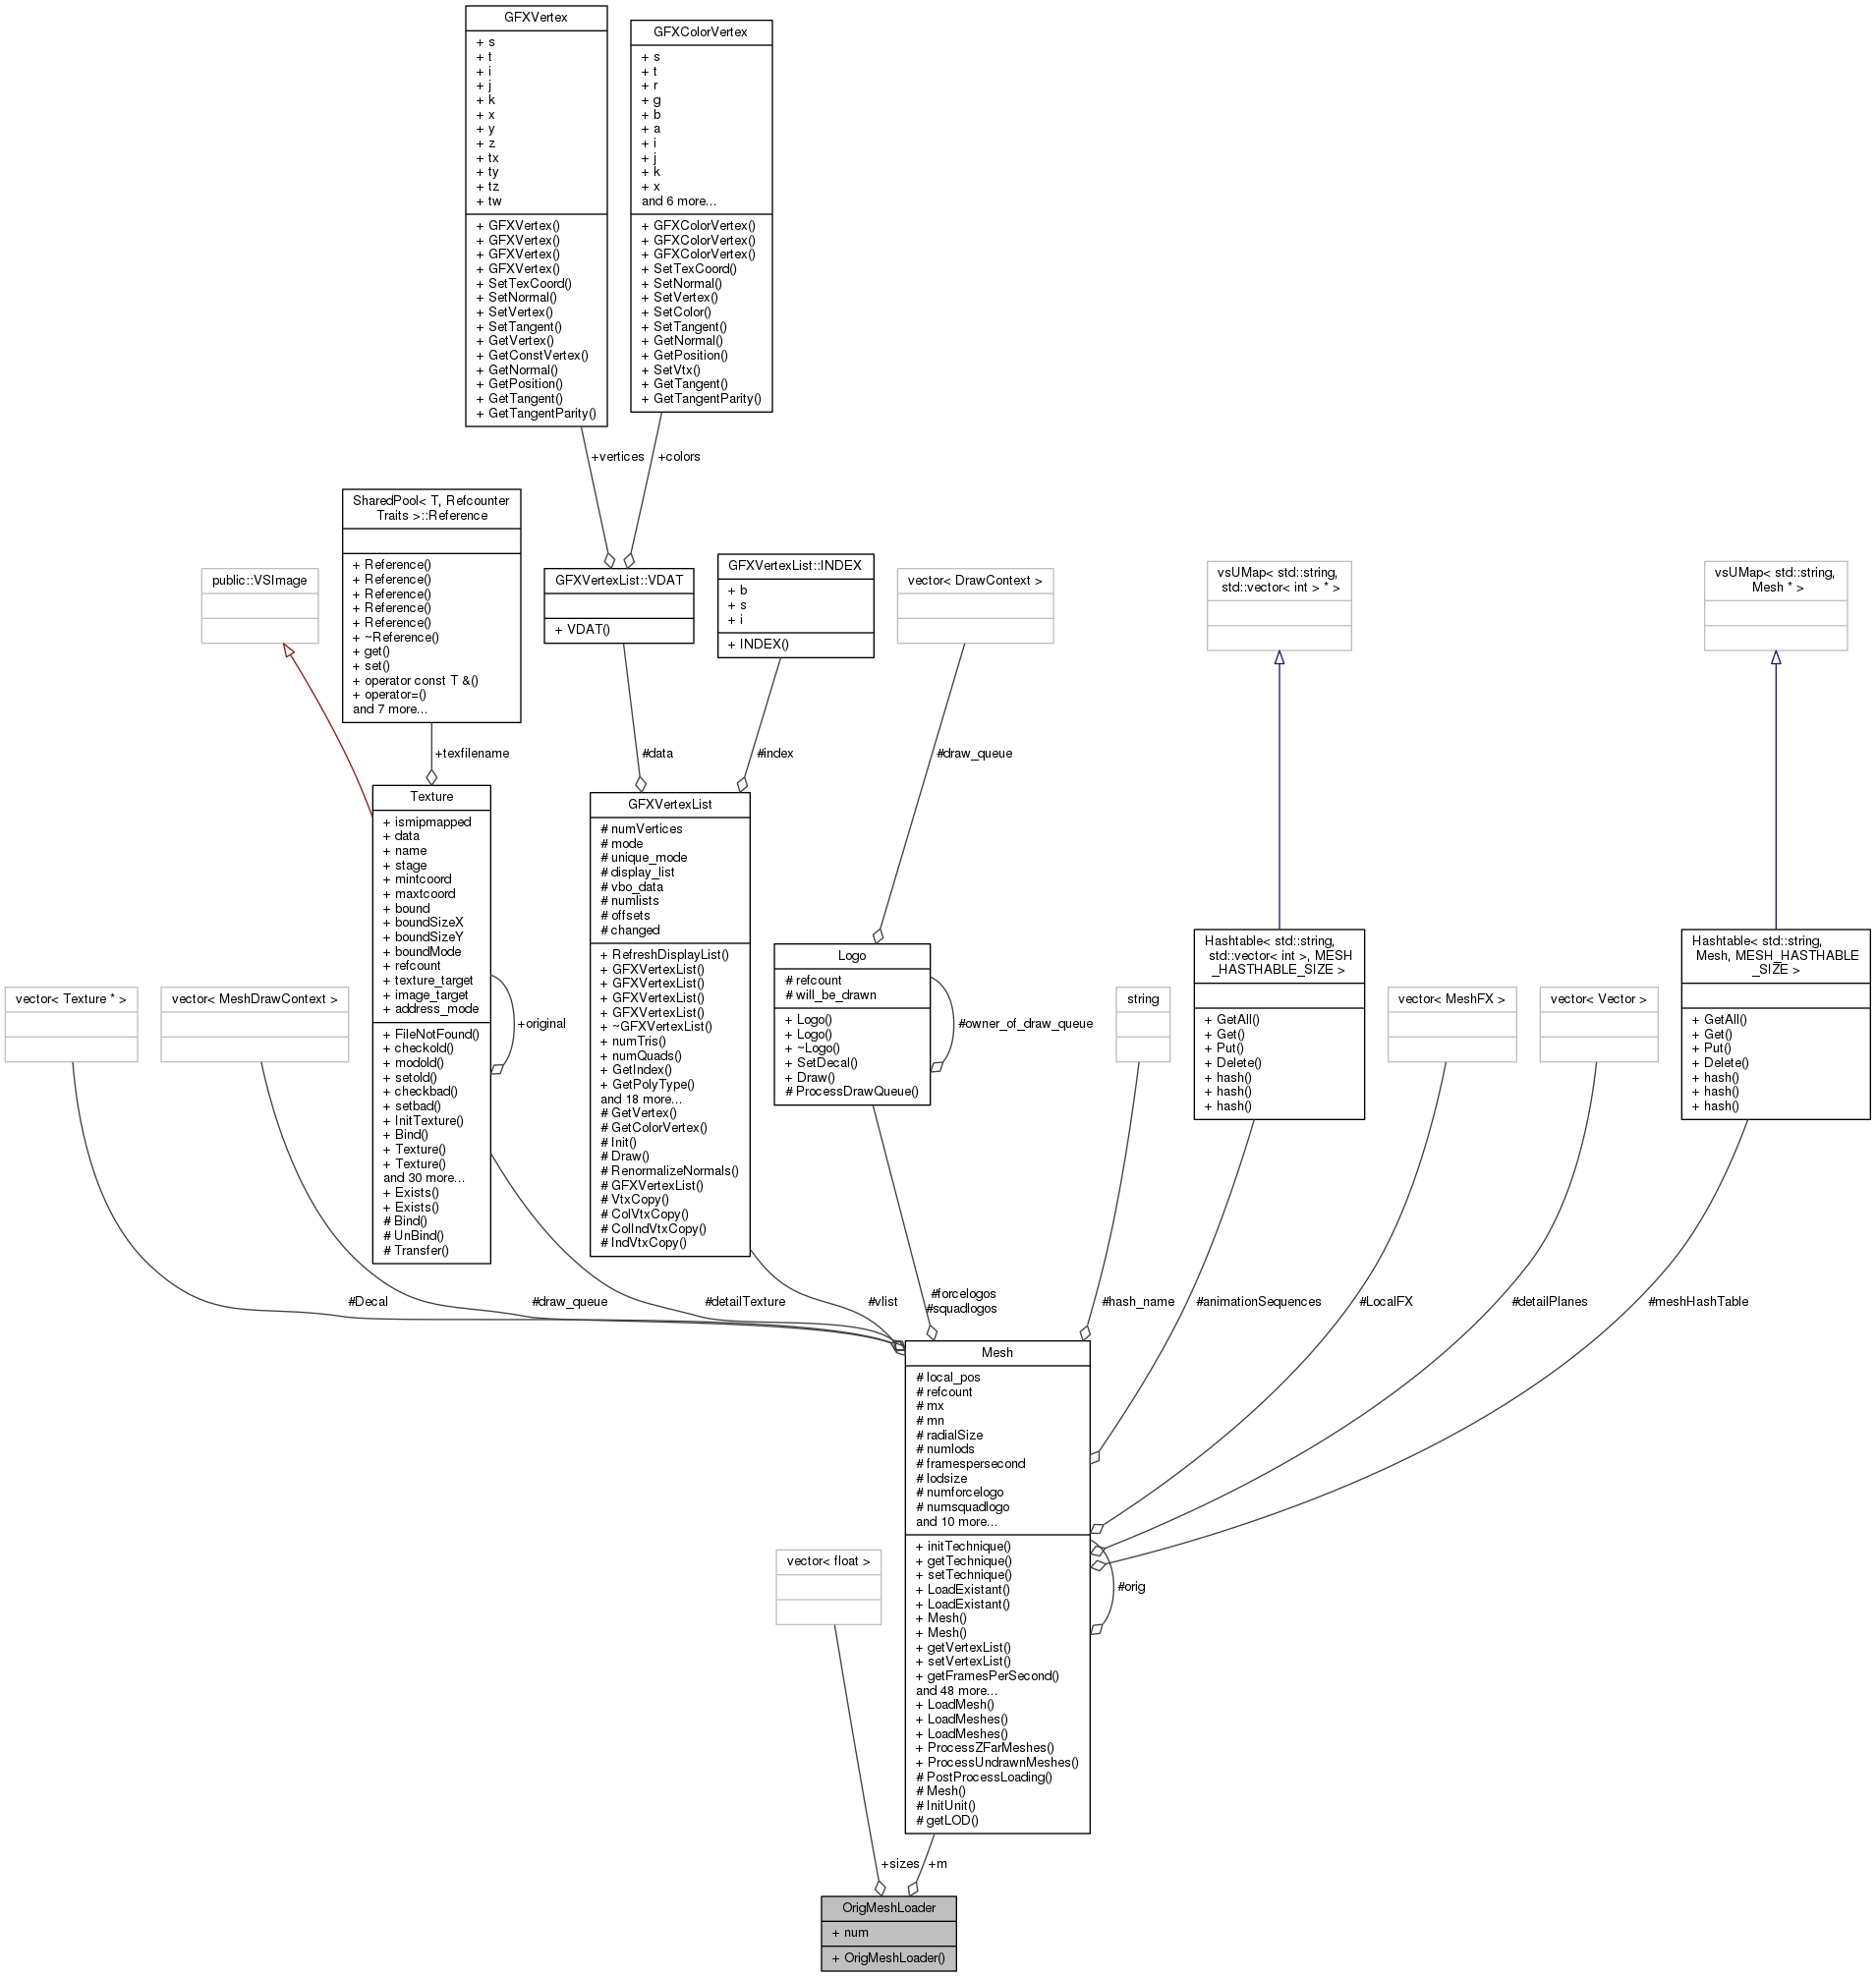 GFXVertex
+ s
+ t
+ i
+ j
+ k
+ x
+ y
+ z
+ tx
+ ty
+ tz
+ tw
+ GFXVertex()
+ GFXVertex()
+ GFXVertex()
+ GFXVertex()
+ SetTexCoord()
+ SetNormal()
+ SetVertex()
+ SetTangent()
+ GetVertex()
+ GetConstVertex()
+ GetNormal()
+ GetPosition()
+ GetTangent()
+ GetTangentParity()
GFXColorVertex
+ s
+ t
+ r
+ g
+ b
+ a
+ i
+ j
+ k
+ x
and 6 more...
+ GFXColorVertex()
+ GFXColorVertex()
+ GFXColorVertex()
+ SetTexCoord()
+ SetNormal()
+ SetVertex()
+ SetColor()
+ SetTangent()
+ GetNormal()
+ GetPosition()
+ SetVtx()
+ GetTangent()
+ GetTangentParity()
+vertices
+colors
SharedPool< T, Refcounter
Traits >::Reference
+ Reference()
+ Reference()
+ Reference()
+ Reference()
+ Reference()
+ ~Reference()
+ get()
+ set()
+ operator const T &()
+ operator=()
and 7 more...
public::VSImage
GFXVertexList::VDAT
+ VDAT()
GFXVertexList::INDEX
+ b
+ s
+ i
+ INDEX()
vector< DrawContext >
vsUMap< std::string,
std::vector< int > * >
vsUMap< std::string,
Mesh * >
+texfilename
#data
#index
#draw_queue
Texture
+ ismipmapped
+ data
+ name
+ stage
+ mintcoord
+ maxtcoord
+ bound
+ boundSizeX
+ boundSizeY
+ boundMode
+ refcount
+ texture_target
+ image_target
+ address_mode
+ FileNotFound()
+ checkold()
+ modold()
+ setold()
+ checkbad()
+ setbad()
+ InitTexture()
+ Bind()
+ Texture()
+ Texture()
and 30 more...
+ Exists()
+ Exists()
# Bind()
# UnBind()
# Transfer()
+original
GFXVertexList
# numVertices
# mode
# unique_mode
# display_list
# vbo_data
# numlists
# offsets
# changed
+ RefreshDisplayList()
+ GFXVertexList()
+ GFXVertexList()
+ GFXVertexList()
+ GFXVertexList()
+ ~GFXVertexList()
+ numTris()
+ numQuads()
+ GetIndex()
+ GetPolyType()
and 18 more...
# GetVertex()
# GetColorVertex()
# Init()
# Draw()
# RenormalizeNormals()
# GFXVertexList()
# VtxCopy()
# ColVtxCopy()
# ColIndVtxCopy()
# IndVtxCopy()
Logo
# refcount
# will_be_drawn
+ Logo()
+ Logo()
+ ~Logo()
+ SetDecal()
+ Draw()
# ProcessDrawQueue()
#owner_of_draw_queue
vector< Texture * >
vector< MeshDrawContext >
string
Hashtable< std::string,
std::vector< int >, MESH
_HASTHABLE_SIZE >
+ GetAll()
+ Get()
+ Put()
+ Delete()
+ hash()
+ hash()
+ hash()
vector< MeshFX >
vector< Vector >
Hashtable< std::string,
Mesh, MESH_HASTHABLE
_SIZE >
+ GetAll()
+ Get()
+ Put()
+ Delete()
+ hash()
+ hash()
+ hash()
#Decal
#draw_queue
#detailTexture
#vlist
#forcelogos
#squadlogos
#hash_name
#animationSequences
#LocalFX
#detailPlanes
#meshHashTable
Mesh
# local_pos
# refcount
# mx
# mn
# radialSize
# numlods
# framespersecond
# lodsize
# numforcelogo
# numsquadlogo
and 10 more...
+ initTechnique()
+ getTechnique()
+ setTechnique()
+ LoadExistant()
+ LoadExistant()
+ Mesh()
+ Mesh()
+ getVertexList()
+ setVertexList()
+ getFramesPerSecond()
and 48 more...
+ LoadMesh()
+ LoadMeshes()
+ LoadMeshes()
+ ProcessZFarMeshes()
+ ProcessUndrawnMeshes()
# PostProcessLoading()
# Mesh()
# InitUnit()
# getLOD()
#orig
vector< float >
+sizes
+m
OrigMeshLoader
+ num
+ OrigMeshLoader()